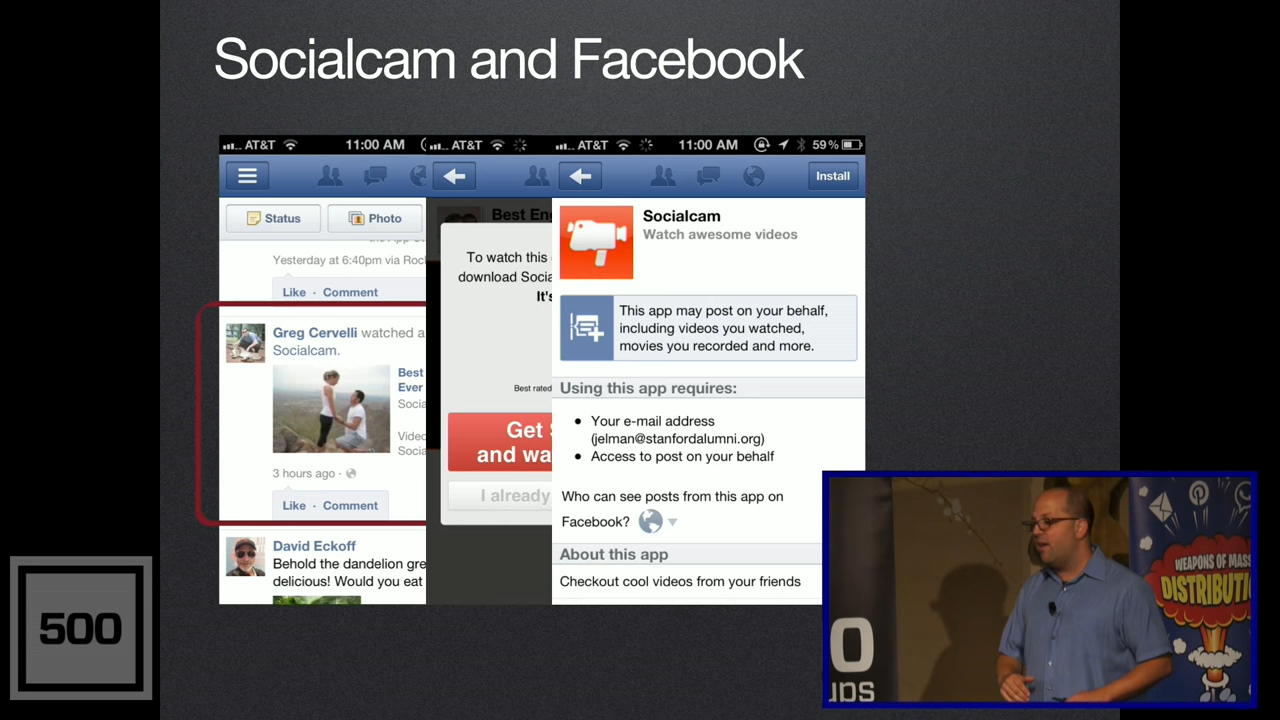 Socialcam and Facebook
AT&T 11:00 AM
AT&T
AT&T 11:00 AM 59%
Install
Status Photo
Yesterday at 6:40pm via
Like · Comment
Greg Cervelli watched a
Socialcam.
Best
Ever
Socia
Video
Socia
3 hours ago ·
Like · Comment
David Eckoff
Behold the dandelion gre
delicious! Would you eat
Best En
To watch this
download Socia
It's
Best rated
Get S
and wa
I already
Socialcam
Watch awesome videos
This app may post on your behalf,
including videos you watched,
movies you recorded and more.
Using this app requires:
• Your e-mail address
(jelman@stanfordalumni.org)
• Access to post on your behalf
Who can see posts from this app on
Facebook?
About this app
Checkout cool videos from your friends
500
0
ups
WEAPONS OF MASS
DISTRIBUTI